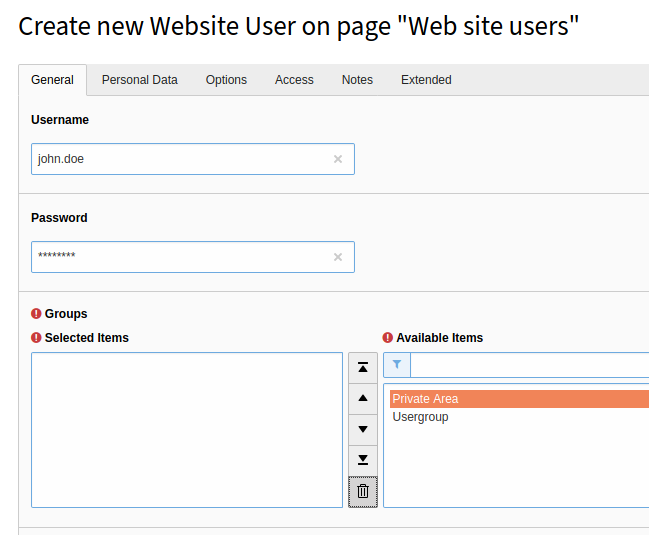 Create new Website User on page "Web site users"
General Personal Data Options Access Notes Extended
Username
john.doe
Password
********
Groups
Selected Items Available Items
Private Area
Usergroup